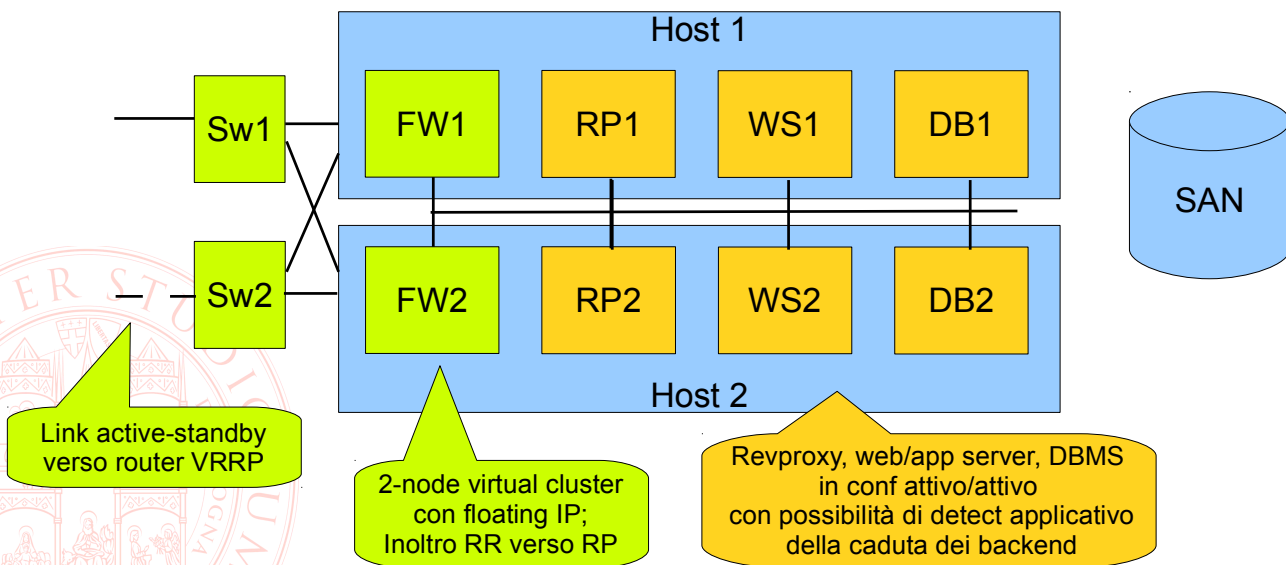 Host 1
Sw1
FW1
RP1
WS1
DB1
SAN
Sw2
FW2
RP2
WS2
DB2
Host 2
Link active-standby
verso router VRRP
2-node virtual cluster
con floating IP;
Inoltro RR verso RP
Revproxy, web/app server, DBMS
in conf attivo/attivo
con possibilità di detect applicativo
della caduta dei backend